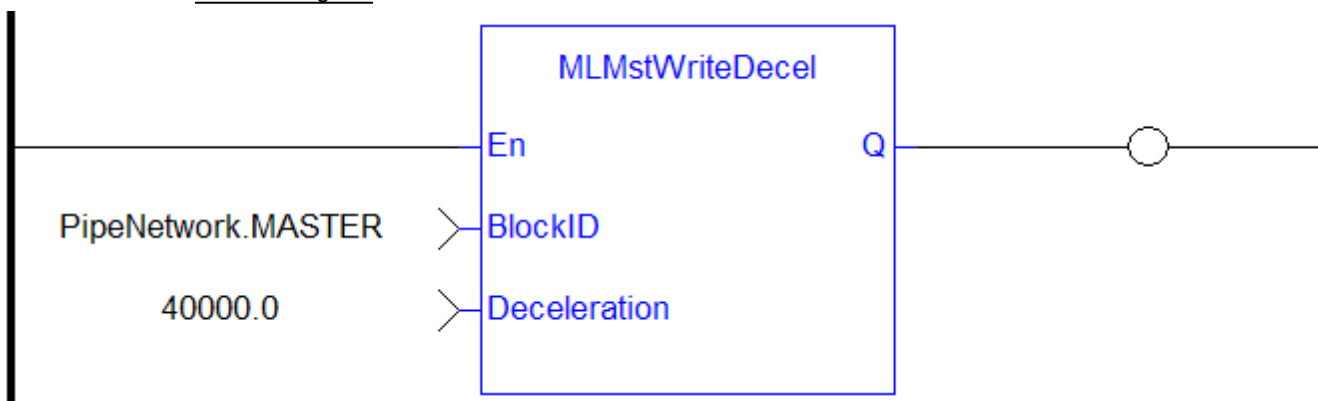 MLMstWriteDecel
En Q
PipeNetwork.MASTER BlockID
40000.0 Deceleration